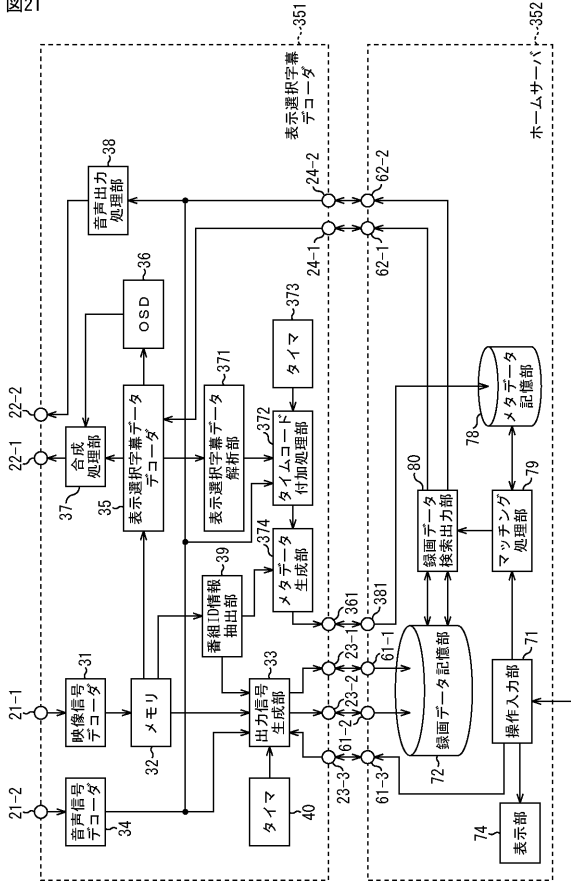 図21
表示選択字幕
デコーダ
351
21-2
21-1
22-1
22-2
音声信号
デコーダ
34
映像信号
デコーダ
31
メモリ
32
合成
処理部
37
OSD
36
音声出力
処理部
38
表示選択字幕データ
デコーダ
35
表示選択字幕データ
解析部
371
番組ID情報
抽出部
39
タイムコード
付加処理部
372
タイマ
373
メタデータ
生成部
374
出力信号
生成部
33
タイマ
40
23-3
23-2
23-1
361
24-1
24-2
ホームサーバ
352
61-3
61-2
61-1
381
62-1
62-2
録画データ記憶部
72
録画データ
検索出力部
80
メタデータ
記憶部
78
マッチング
処理部
79
操作入力部
71
表示部
74